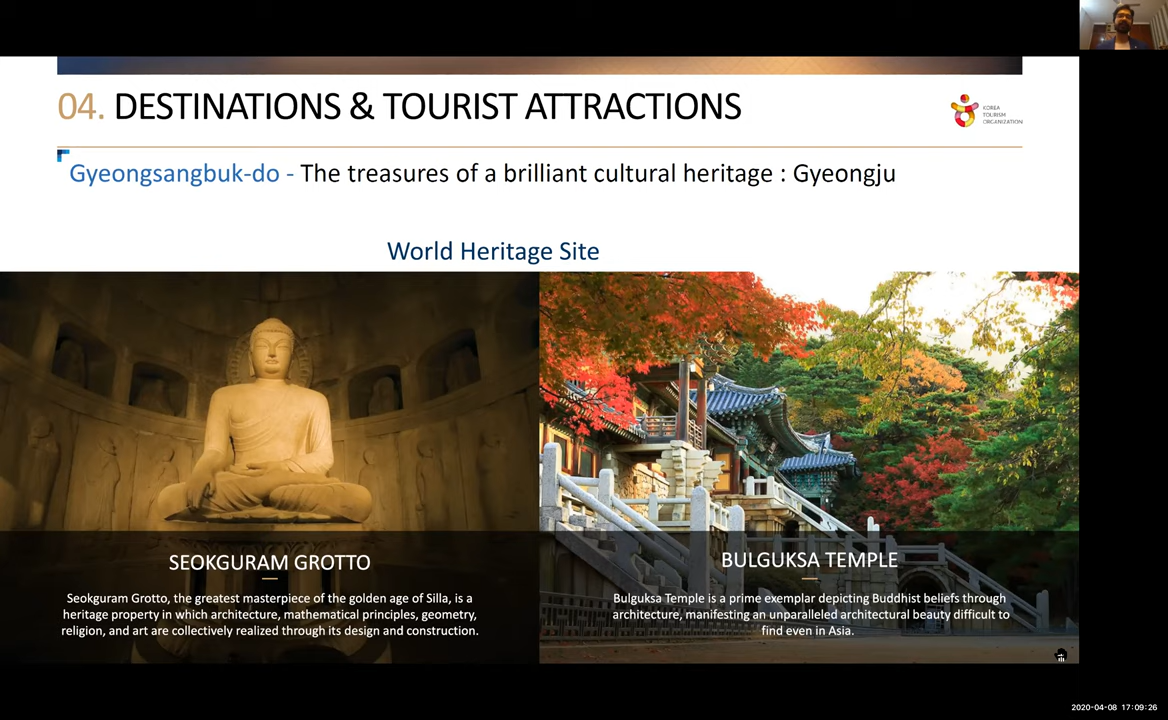 04. DESTINATIONS & TOURIST ATTRACTIONS
KOREA
TOURISM
ORGANIZATION
Gyeongsangbuk-do - The treasures of a brilliant cultural heritage : Gyeongju
World Heritage Site
SEOKGURAM GROTTO
Seokguram Grotto, the greatest masterpiece of the golden age of Silla, is a
heritage property in which architecture, mathematical principles, geometry,
religion, and art are collectively realized through its design and construction.
BULGUKSA TEMPLE
Bulguksa Temple is a prime exemplar depicting Buddhist beliefs through
architecture, manifesting an unparalleled architectural beauty difficult to
find even in Asia.
2020-04-08 17:09:26